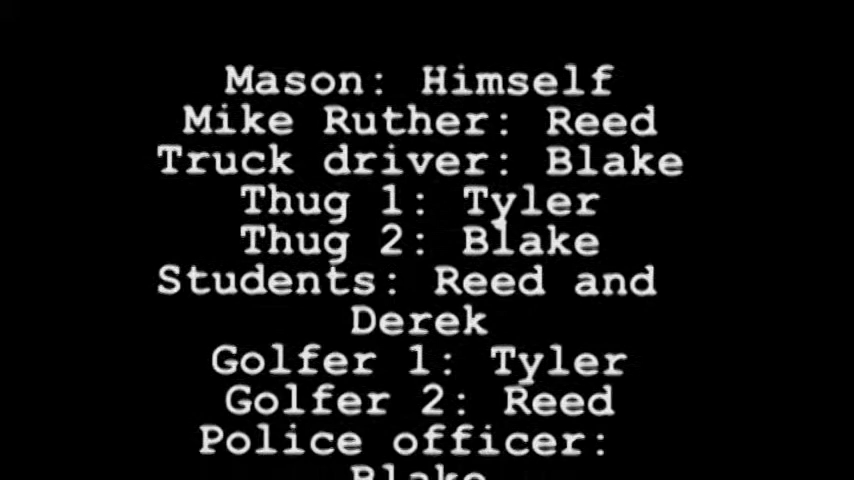 Mason: Himself
Mike Ruther: Reed
Truck driver: Blake
Thug 1: Tyler
Thug 2: Blake
Students: Reed and
Derek
Golfer 1: Tyler
Golfer 2: Reed
Police officer:
Blake